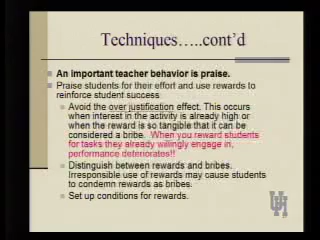 Techniques.....cont'd
An important teacher behavior is praise.
Praise students for their effort and use rewards to
reinforce student success
Avoid the over justification effect. This occurs
when interest in the activity is already high or
when the reward is so tangible that it can be
considered a bribe. When you reward students
for tasks they already willingly engage in,
performance deteriorates!!
Distinguish between rewards and bribes.
Irresponsible use of rewards may cause students
to condemn rewards as bribes.
Set up conditions for rewards.